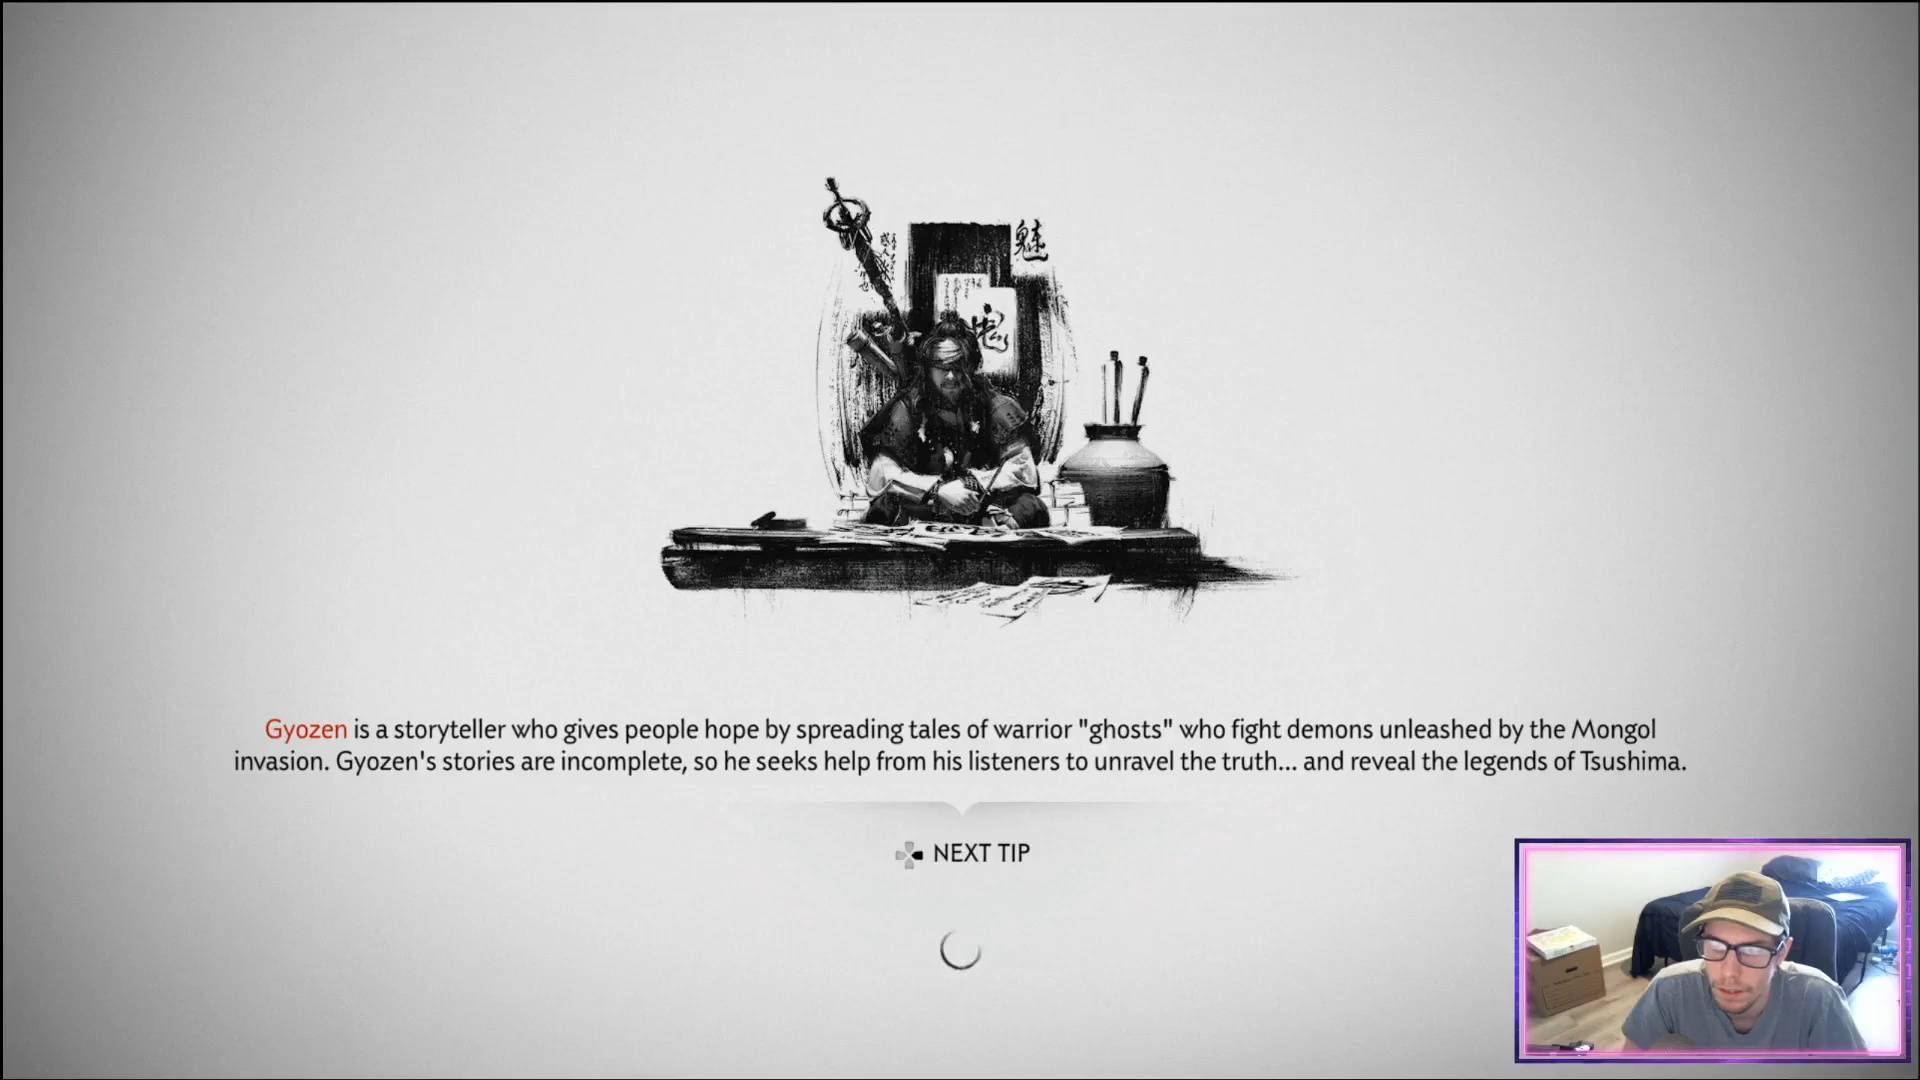 魅
鬼
Gyozen is a storyteller who gives people hope by spreading tales of warrior "ghosts" who fight demons unleashed by the Mongol
invasion. Gyozen's stories are incomplete, so he seeks help from his listeners to unravel the truth... and reveal the legends of Tsushima.
NEXT TIP